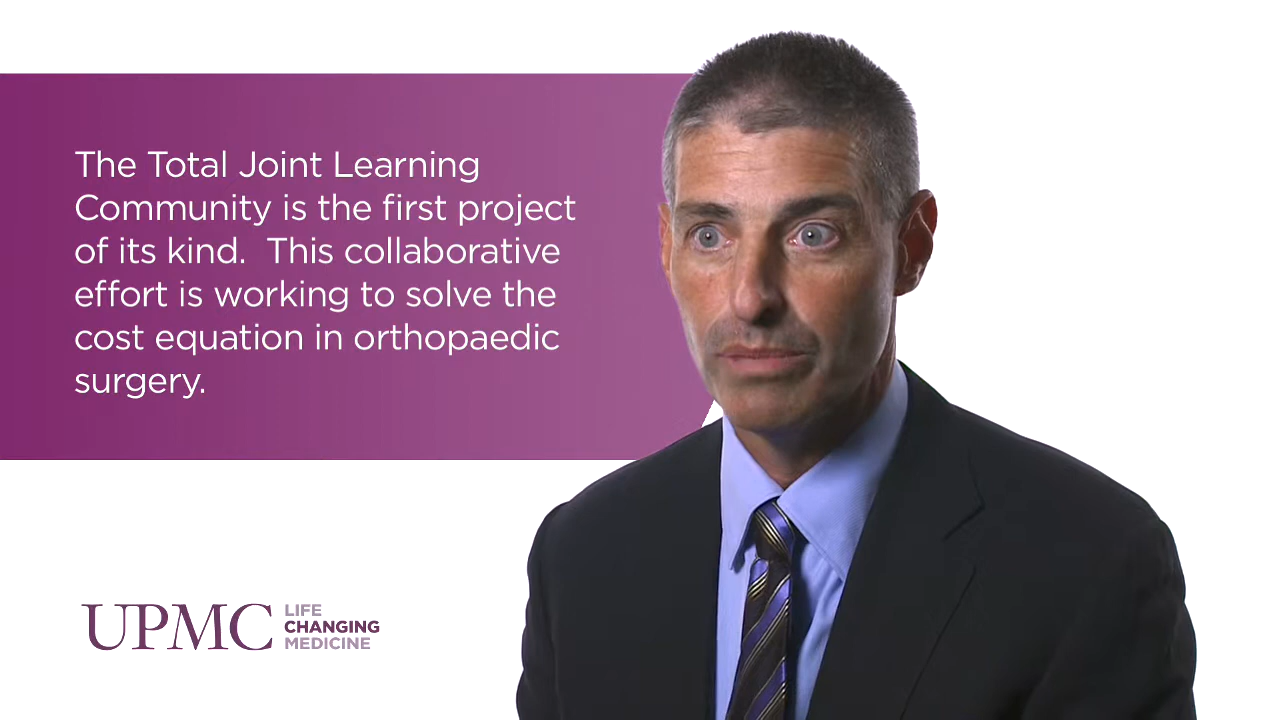 The Total Joint Learning
Community is the first project
of its kind.  This collaborative
effort is working to solve the
cost equation in orthopaedic
surgery.
UPMC
LIFE
CHANGING
MEDICINE